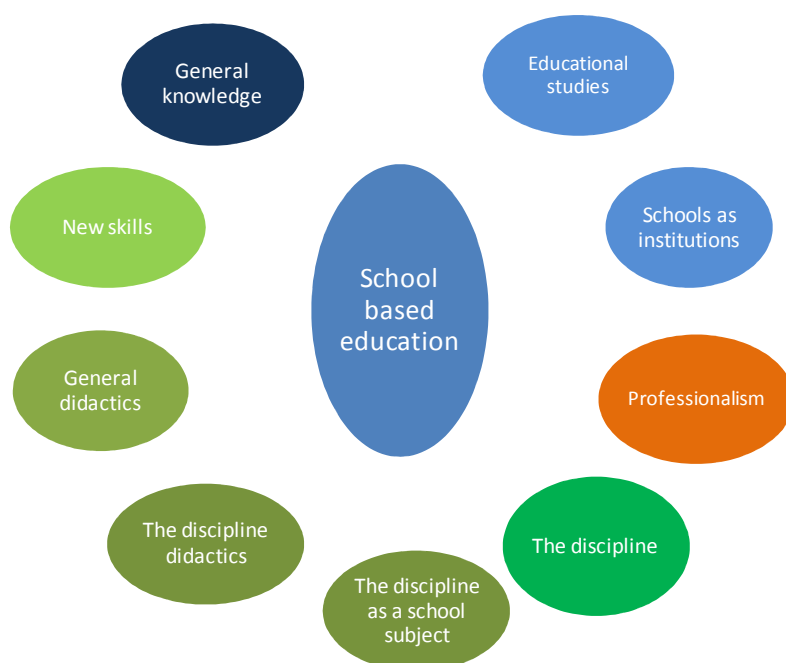 General
knowledge
Educational
studies
New skills
Schools as
institutions
School
based
education
General
didactics
Professionalism
The discipline
didactics
The discipline
The discipline
as a school
subject